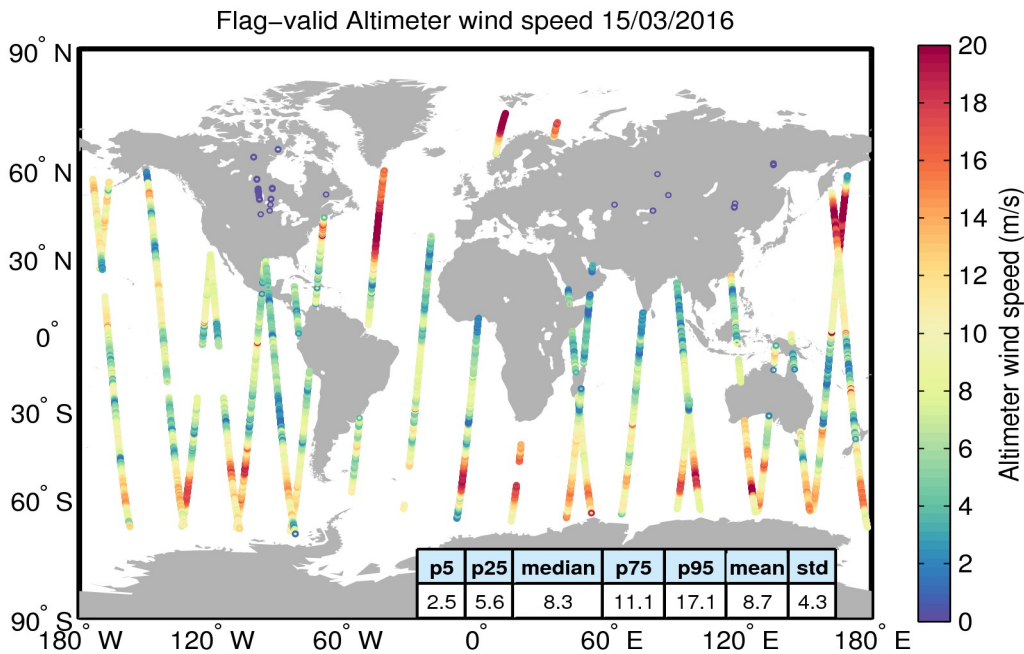 Flag−valid Altimeter wind speed 15/03/2016
90° N
60° N
30° N
0°
30° S
60° S
90° S
180° W
120° W
60° W
0°
60° E
120° E
180° E
p5 p25 median p75 p95 mean std
2.5 5.6 8.3 11.1 17.1 8.7 4.3
20
18
16
14
12
10
8
6
4
2
0
Altimeter wind speed (m/s)